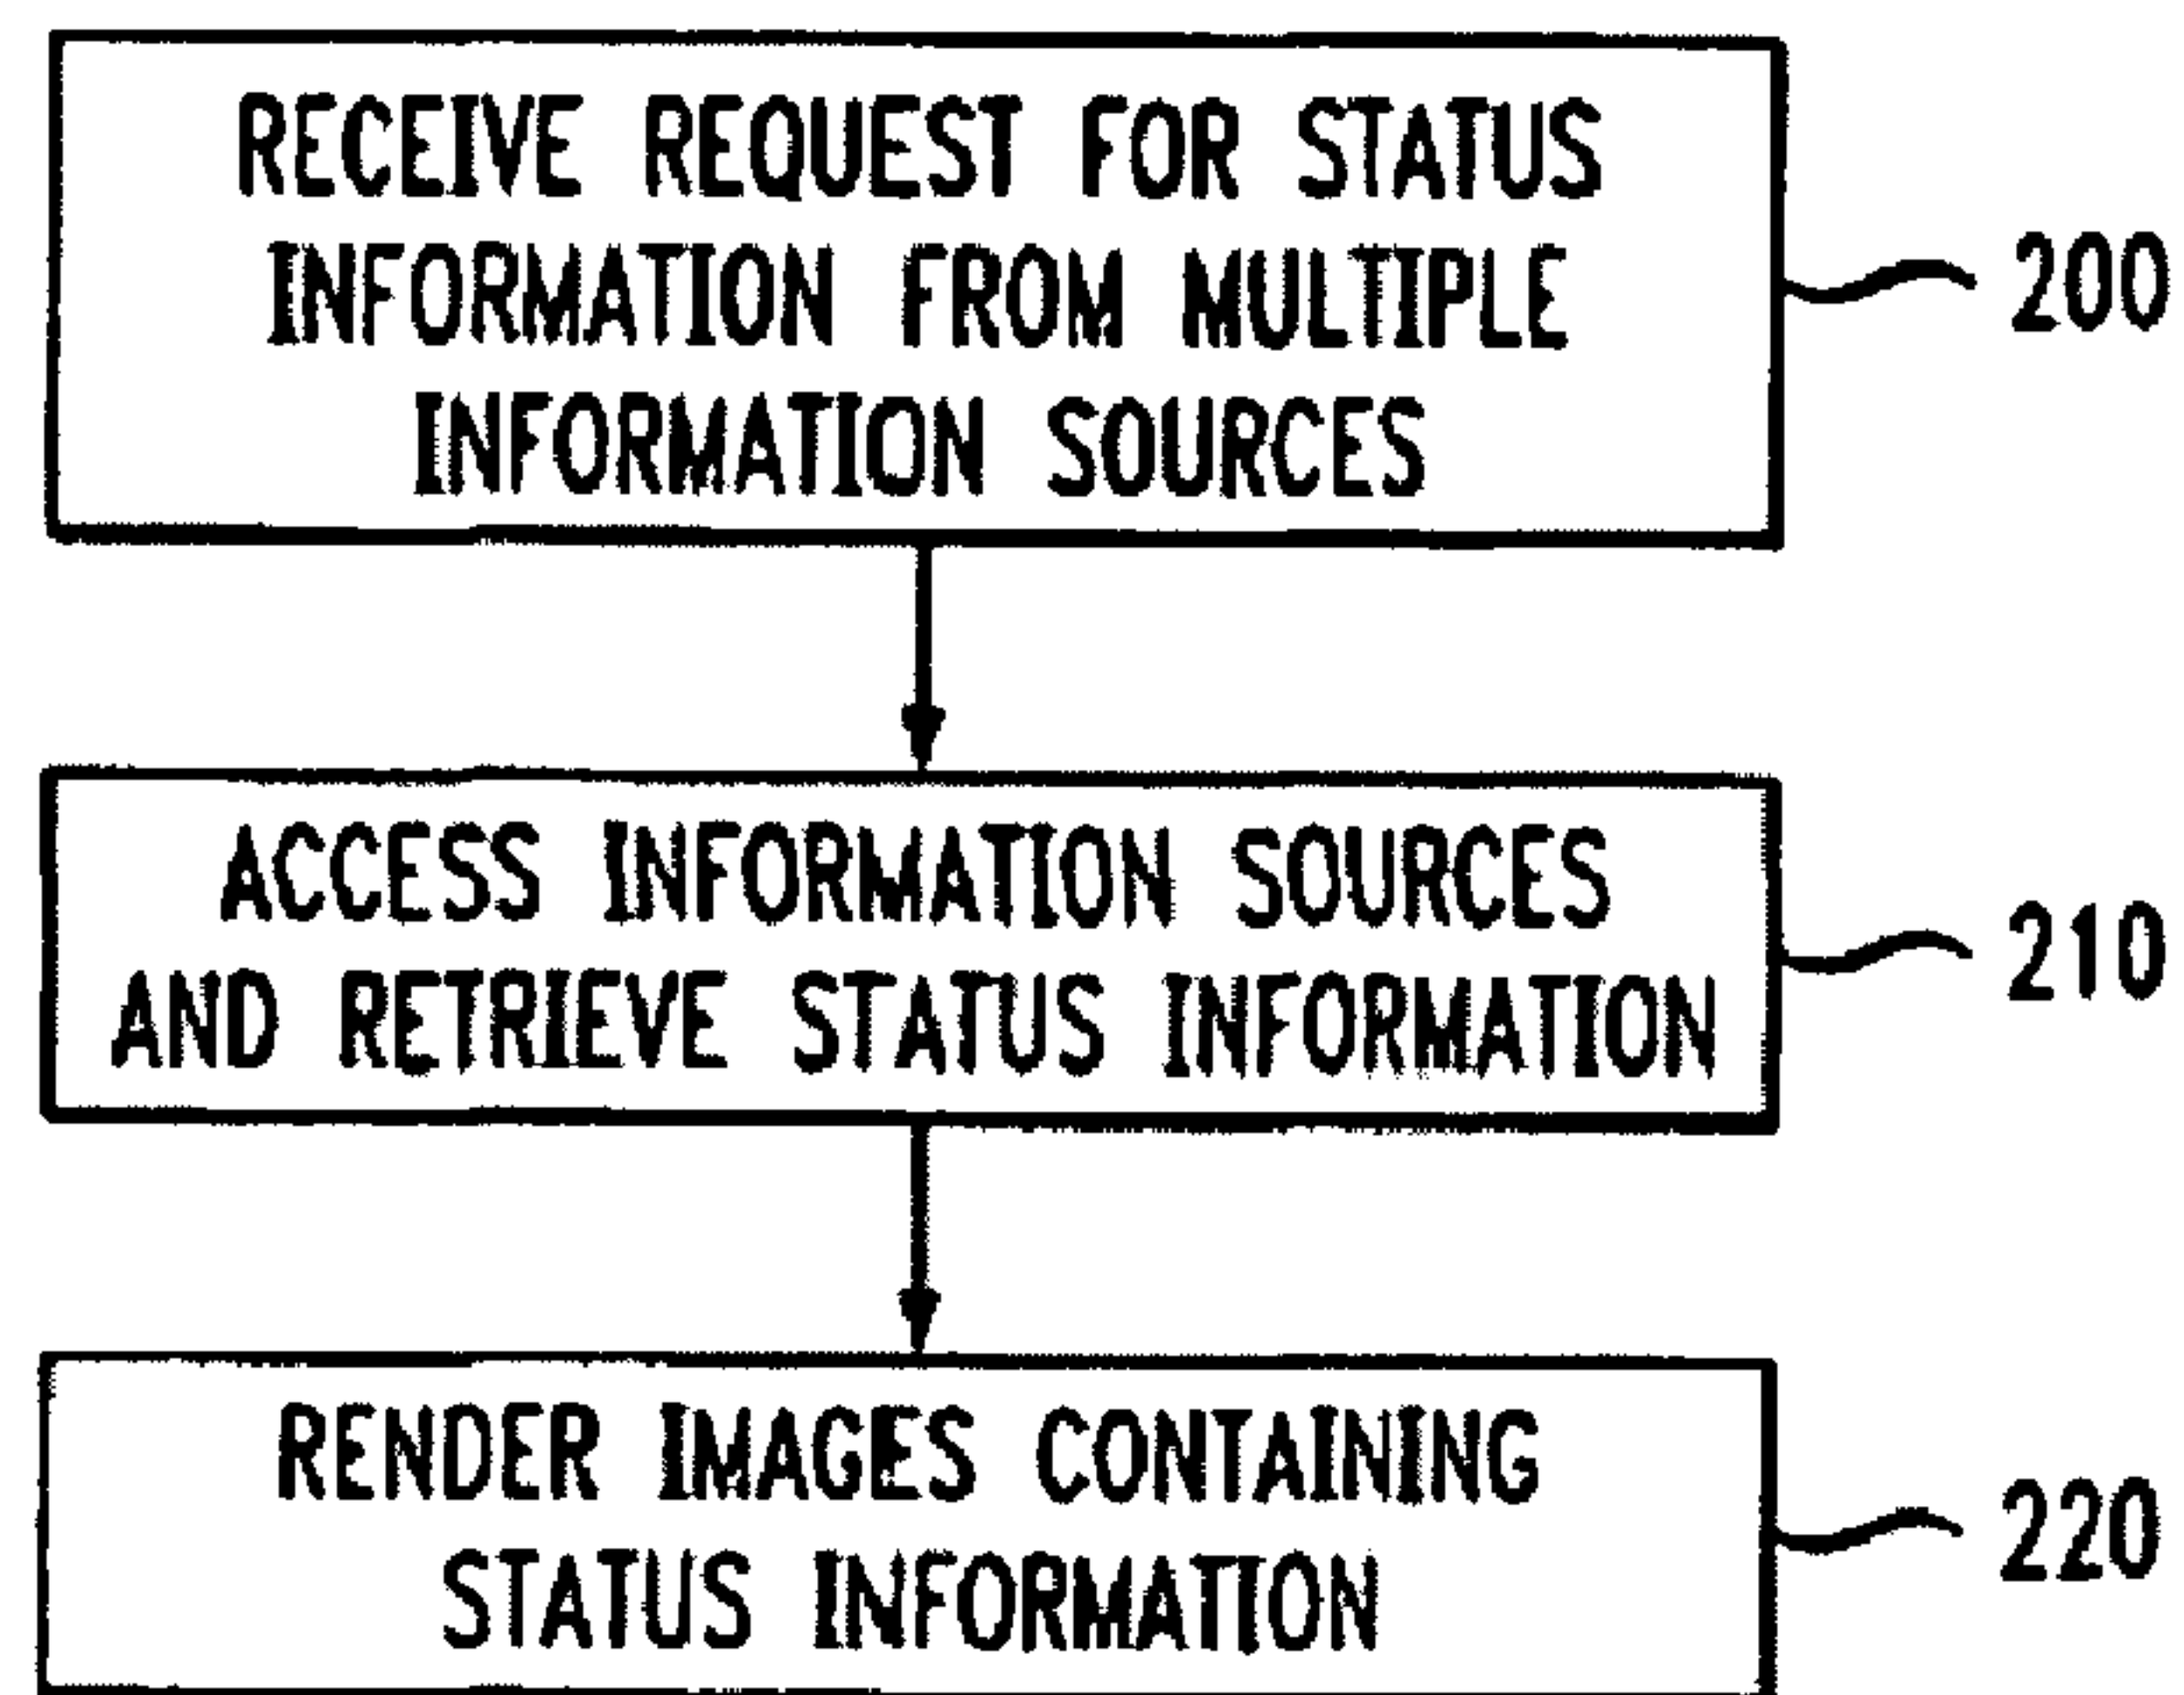 RECEIVE REQUEST FOR STATUS
INFORMATION FROM MULTIPLE
INFORMATION SOURCES
200
ACCESS INFORMATION SOURCES
AND RETRIEVE STATUS INFORMATION
210
RENDER IMAGES CONTAINING
STATUS INFORMATION
220